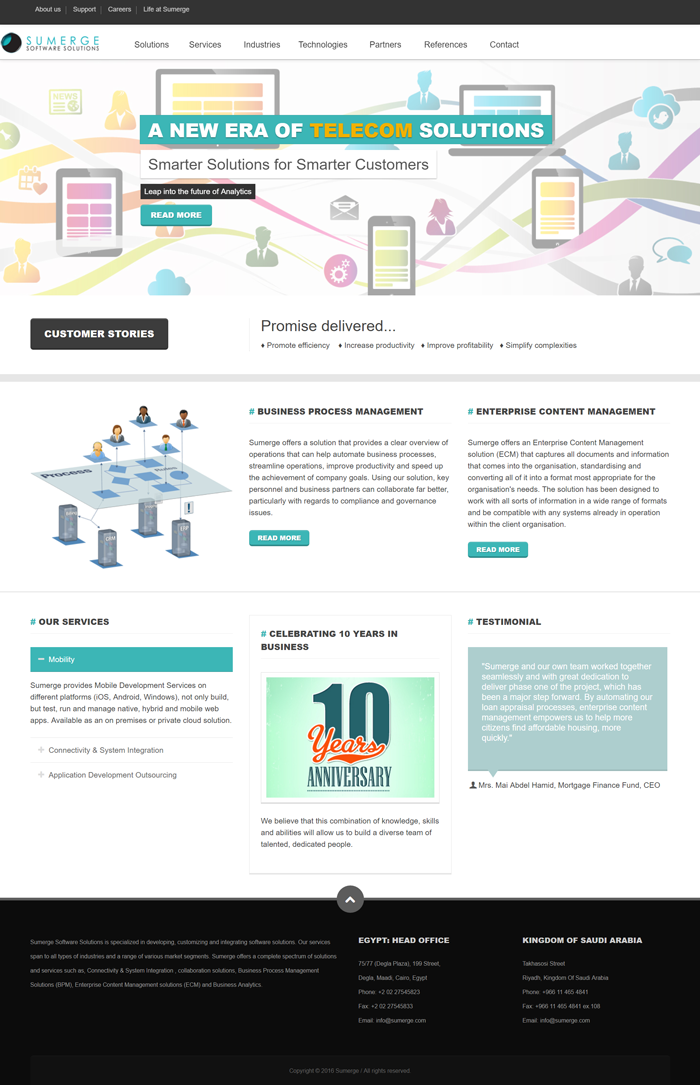 About us | Support | Careers | Life at Sumerge
SUMERGE
SOFTWARE SOLUTIONS
Solutions Services Industries Technologies Partners References Contact
NEWS
A NEW ERA OF TELECOM SOLUTIONS
Smarter Solutions for Smarter Customers
Leap into the future of Analytics
READ MORE
CUSTOMER STORIES
Promise delivered...
♦ Promote efficiency ♦ Increase productivity ♦ Improve profitability ♦ Simplify complexities
Process
CRM
ERP
# BUSINESS PROCESS MANAGEMENT
Sumerge offers a solution that provides a clear overview of
operations that can help automate business processes,
streamline operations, improve productivity and speed up
the achievement of company goals. Using our solution, key
personnel and business partners can collaborate far better,
particularly with regards to compliance and governance
issues.
READ MORE
# ENTERPRISE CONTENT MANAGEMENT
Sumerge offers an Enterprise Content Management
solution (ECM) that captures all documents and information
that comes into the organisation, standardising and
converting all of it into a format most appropriate for the
organisation's needs. The solution has been designed to
work with all sorts of information in a wide range of formats
and be compatible with any systems already in operation
within the client organisation.
READ MORE
# OUR SERVICES
Mobility
Sumerge provides Mobile Development Services on
different platforms (iOS, Android, Windows), not only build,
but test, run and manage native, hybrid and mobile web
apps. Available as an on premises or private cloud solution.
Connectivity & System Integration
Application Development Outsourcing
# CELEBRATING 10 YEARS IN
BUSINESS
10
Years
ANNIVERSARY
We believe that this combination of knowledge, skills
and abilities will allow us to build a diverse team of
talented, dedicated people.
# TESTIMONIAL
"Sumerge and our own team worked together
seamlessly and with great dedication to
deliver phase one of the project, which has
been a major step forward. By automating our
loan appraisal processes, enterprise content
management empowers us to help more
citizens find affordable housing, more
quickly."
Mrs. Mai Abdel Hamid, Mortgage Finance Fund, CEO
Sumerge Software Solutions is specialized in developing, customizing and integrating software solutions. Our services
span to all types of industries and a range of various market segments. Sumerge offers a complete spectrum of solutions
and services such as, Connectivity & System Integration , collaboration solutions, Business Process Management
Solutions (BPM), Enterprise Content Management solutions (ECM) and Business Analytics.
EGYPT: HEAD OFFICE
75/77 (Degla Plaza), 199 Street,
Degla, Maadi, Cairo, Egypt
Phone: +2 02 27545823
Fax: +2 02 27545833
Email: info@sumerge.com
KINGDOM OF SAUDI ARABIA
Takhasosi Street
Riyadh, Kingdom Of Saudi Arabia
Phone: +966 11 465 4841
Fax: +966 11 465 4841 ex.108
Email: info@sumerge.com
Copyright © 2016 Sumerge / All rights reserved